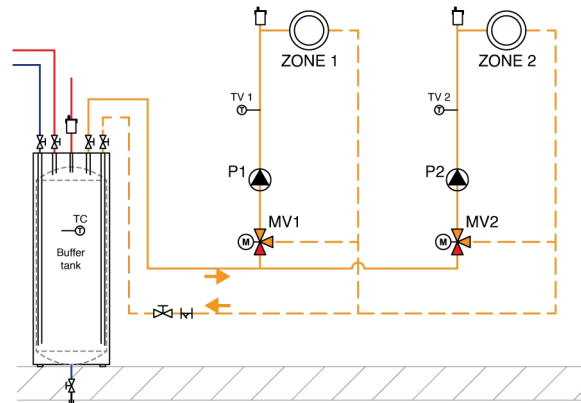 ZONE 1
ZONE 2
TV 1
T
TV 2
T
P1
P2
MV1
M
MV2
M
TC
T
Buffer
tank